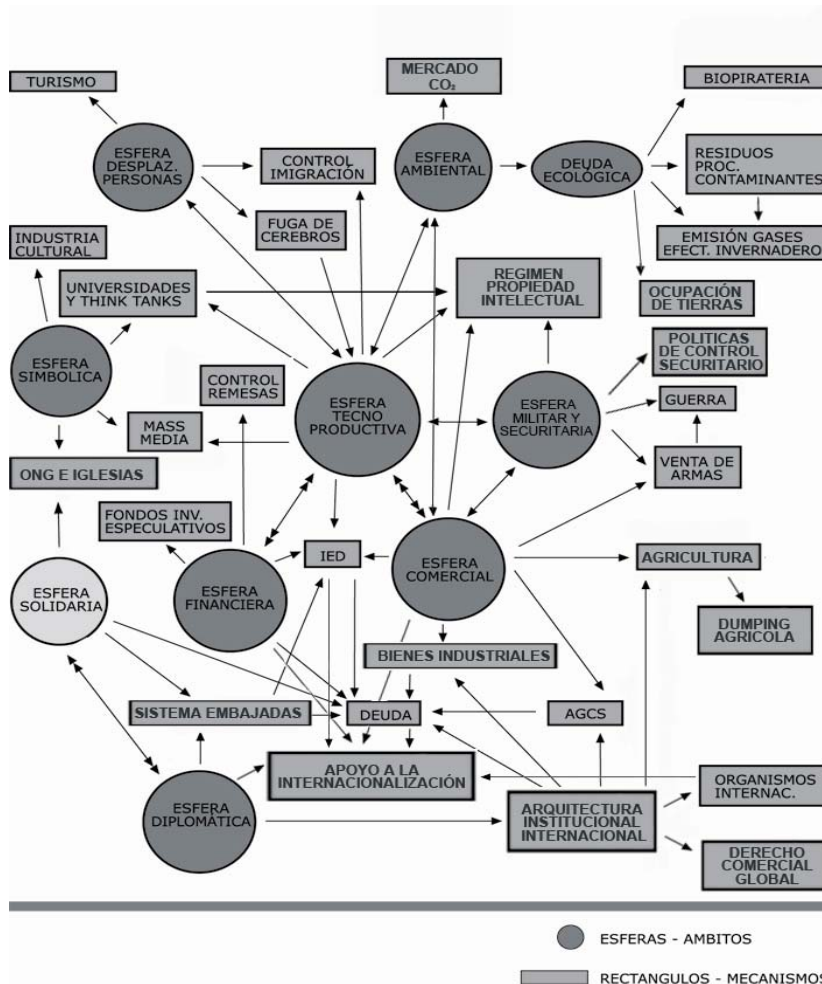 TURISMO
MERCADO
CO₂
BIOPIRATERIA
ESFERA
DESPLAZ.
PERSONAS
CONTROL
IMIGRACIÓN
ESFERA
AMBIENTAL
DEUDA
ECOLÓGICA
RESIDUOS
PROC.
CONTAMINANTES
FUGA DE
CEREBROS
INDUSTRIA
CULTURAL
EMISIÓN GASES
EFECT. INVERNADERO
UNIVERSIDADES
Y THINK TANKS
REGIMEN
PROPIEDAD
INTELECTUAL
OCUPACIÓN
DE TIERRAS
ESFERA
SIMBOLICA
CONTROL
REMESAS
ESFERA
TECNO
PRODUCTIVA
ESFERA
MILITAR Y
SECURITARIA
POLITICAS
DE CONTROL
SECURITARIO
GUERRA
MASS
MEDIA
VENTA DE
ARMAS
ONG E IGLESIAS
FONDOS INV.
ESPECULATIVOS
IED
ESFERA
COMERCIAL
AGRICULTURA
ESFERA
SOLIDARIA
ESFERA
FINANCIERA
DUMPING
AGRICOLA
BIENES INDUSTRIALES
SISTEMA EMBAJADAS
DEUDA
AGCS
APOYO A LA
INTERNACIONALIZACIÓN
ORGANISMOS
INTERNAC.
ESFERA
DIPLOMÀTICA
ARQUITECTURA
INSTITUCIONAL
INTERNACIONAL
DERECHO
COMERCIAL
GLOBAL
ESFERAS - AMBITOS
RECTANGULOS - MECANISMOS